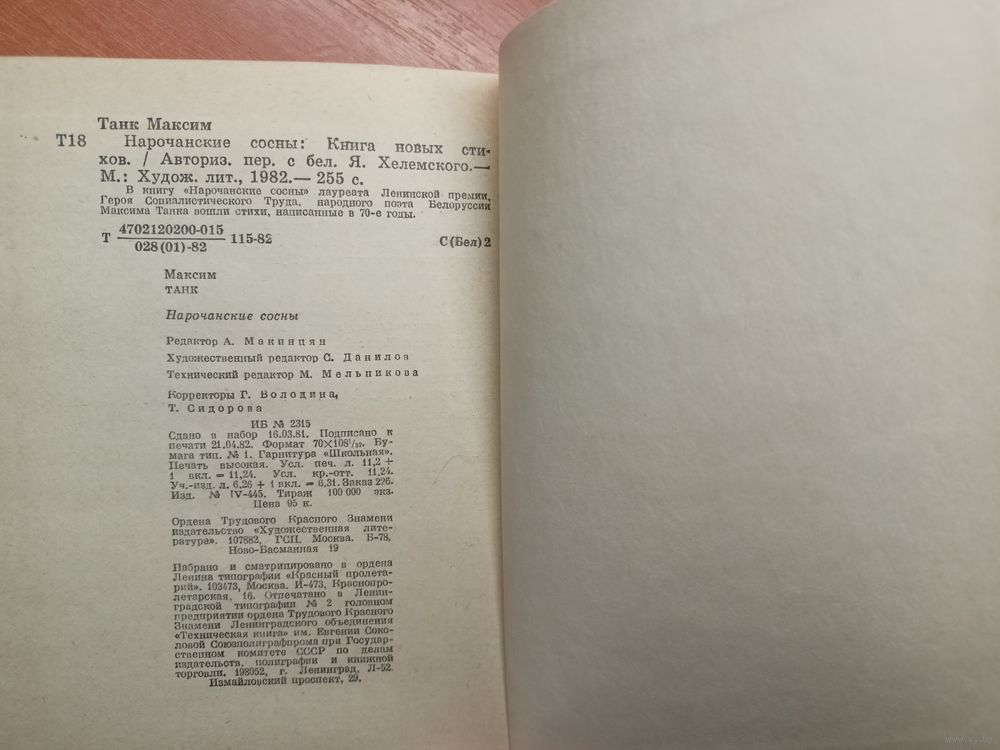 Танк Максим
Т18 Нарочанские сосны: Книга новых сти-
хов. / Авториз. пер. с бел. Я. Хелемского.—
М.: Худож. лит., 1982.— 255 с.
В книгу «Нарочанские сосны» лауреата Ленинской премии,
Героя Социалистического Труда, народного поэта Белоруссии
Максима Танка вошли стихи, написанные в 70-е годы.
Т 4702120200-015 115-82 С(Бел)2
028(01)-82
Максим
ТАНК
Нарочанские сосны
Редактор А. Макинцян
Художественный редактор С. Данилов
Технический редактор М. Мельникова
Корректоры Г. Володина,
Т. Сидорова
ИБ № 2315
Сдано в набор 16.03.81. Подписано к
печати 21.04.82. Формат 70×108¹/₃₂. Бу-
мага тип. № 1. Гарнитура «Школьная».
Печать высокая. Усл. печ. л. 11,2 +
1 вкл. = 11,24. Усл. кр.-отт. 11,24.
Уч.-изд. л. 6,26 + 1 вкл. = 6,31. Заказ 226.
Изд. № IV-445. Тираж 100 000 экз.
Цена 95 к.
Ордена Трудового Красного Знамени
издательство «Художественная лите-
ратура». 107882, ГСП, Москва. Б-78,
Ново-Басманная 19
Набрано и сматрицировано в ордена
Ленина типографии «Красный пролета-
рий». 103473, Москва. И-473, Краснопро-
летарская, 16. Отпечатано в Ленин-
градской типографии № 2 головном
предприятии ордена Трудового Красного
Знамени Ленинградского объединения
«Техническая книга» им. Евгении Соко-
ловой Союзполиграфпрома при Государ-
ственном комитете СССР по делам
издательств, полиграфии и книжной
торговли. 198052, г. Ленинград, Л-52,
Измайловский проспект, 29.